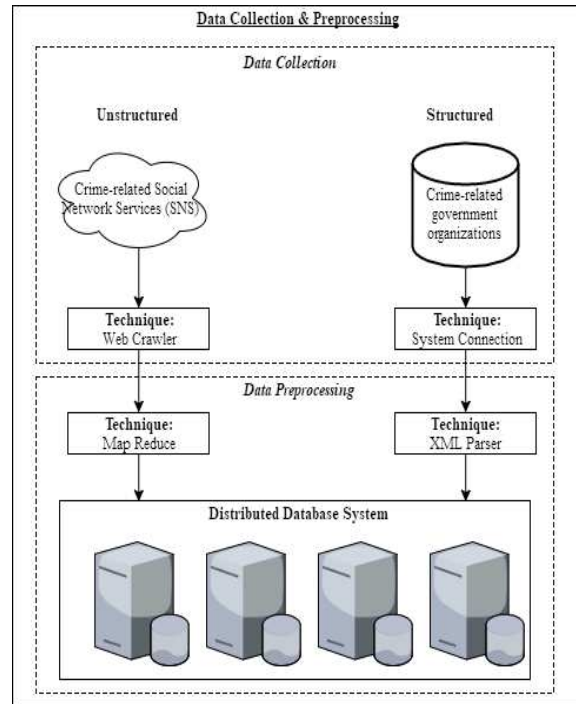 Data Collection & Preprocessing
Data Collection
Unstructured
Structured
Crime-related Social
Network Services (SNS)
Crime-related
government
organizations
Technique:
Web Crawler
Technique:
System Connection
Data Preprocessing
Technique:
Map Reduce
Technique:
XML Parser
Distributed Database System